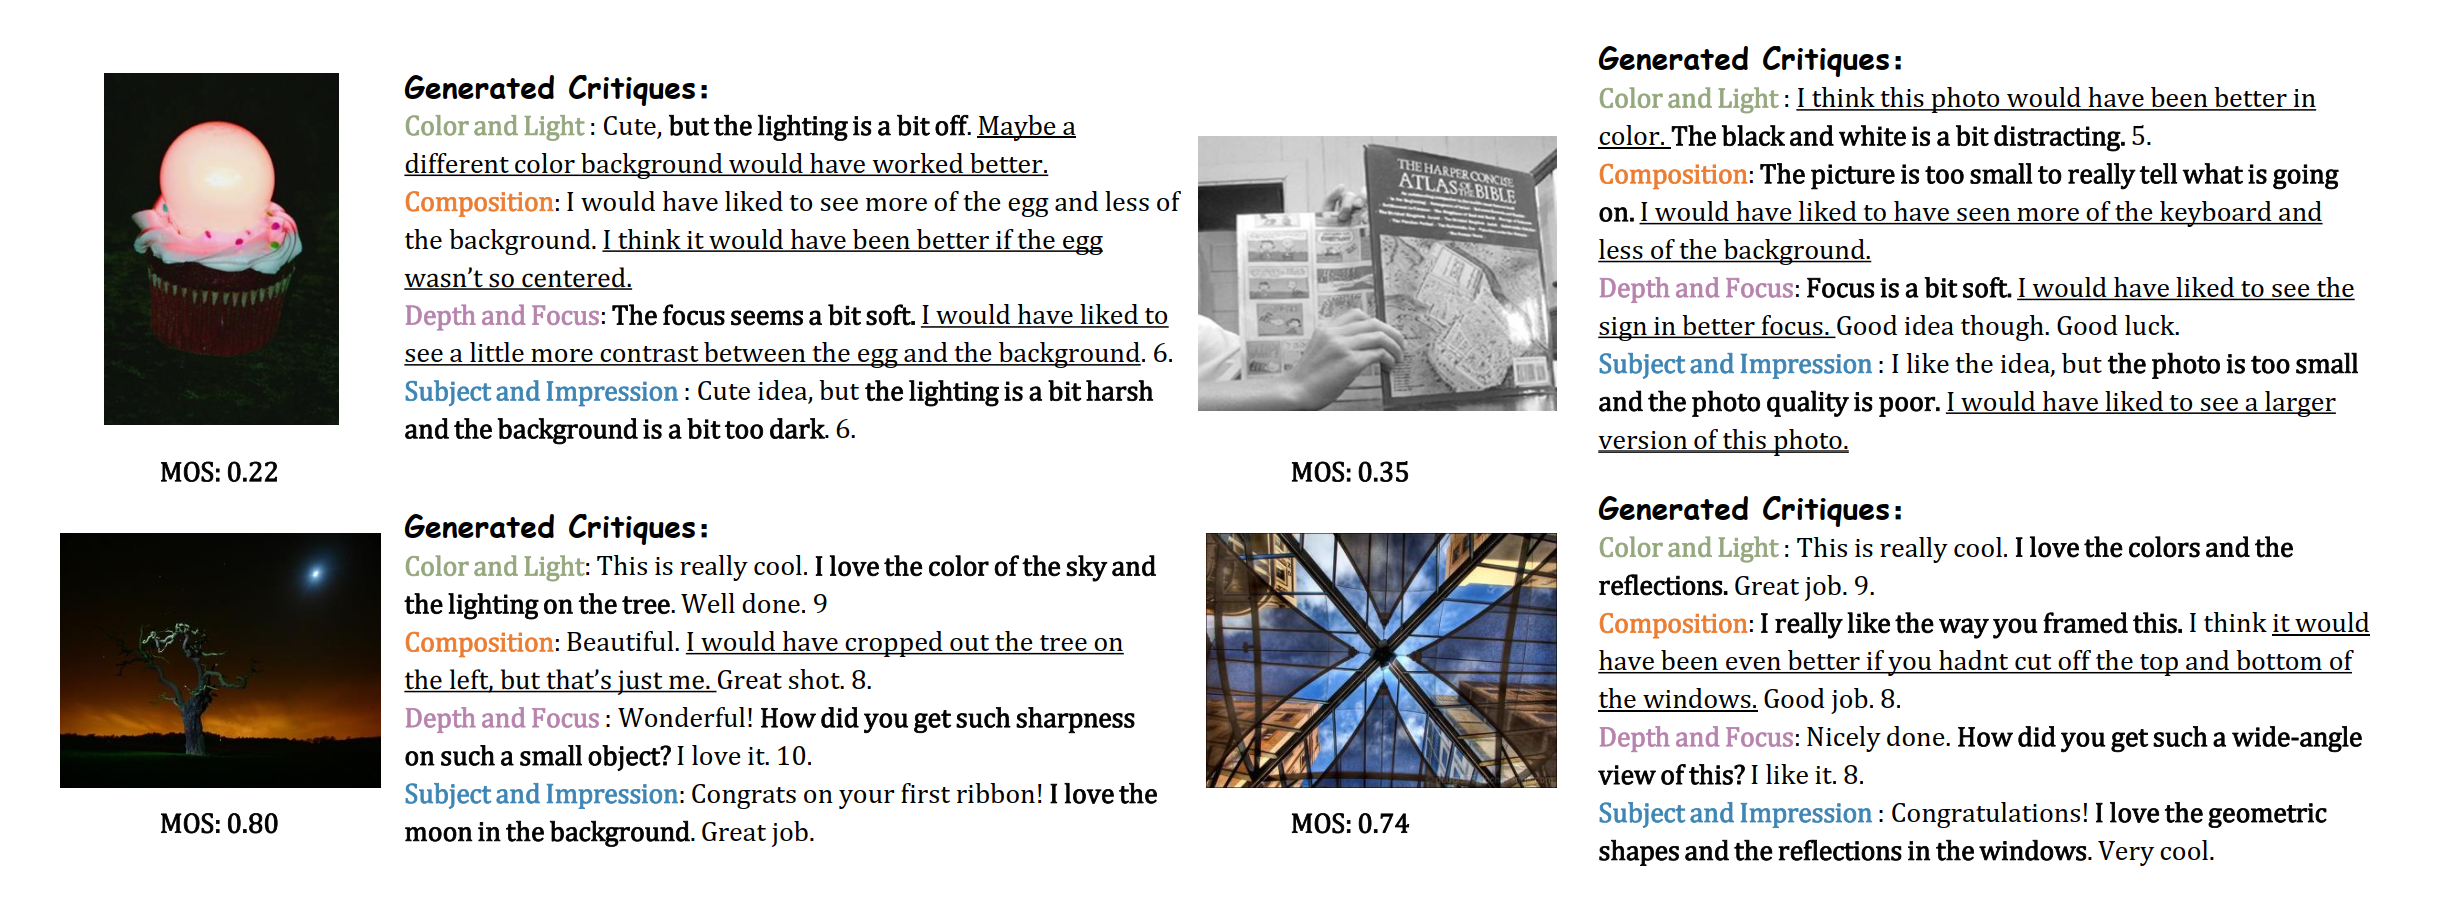 Generated Critiques:
Color and Light : Cute, but the lighting is a bit off. Maybe a
different color background would have worked better.
Composition: I would have liked to see more of the egg and less of
the background. I think it would have been better if the egg
wasn't so centered.
Depth and Focus: The focus seems a bit soft. I would have liked to
see a little more contrast between the egg and the background. 6.
Subject and Impression : Cute idea, but the lighting is a bit harsh
and the background is a bit too dark. 6.
MOS: 0.22
THE HARPER CONCISE
ATLAS OF THE BIBLE
Generated Critiques:
Color and Light : I think this photo would have been better in
color. The black and white is a bit distracting. 5.
Composition: The picture is too small to really tell what is going
on. I would have liked to have seen more of the keyboard and
less of the background.
Depth and Focus: Focus is a bit soft. I would have liked to see the
sign in better focus. Good idea though. Good luck.
Subject and Impression : I like the idea, but the photo is too small
and the photo quality is poor. I would have liked to see a larger
version of this photo.
MOS: 0.35
Generated Critiques:
Color and Light: This is really cool. I love the color of the sky and
the lighting on the tree. Well done. 9
Composition: Beautiful. I would have cropped out the tree on
the left, but that's just me. Great shot. 8.
Depth and Focus : Wonderful! How did you get such sharpness
on such a small object? I love it. 10.
Subject and Impression: Congrats on your first ribbon! I love the
moon in the background. Great job.
MOS: 0.80
Generated Critiques:
Color and Light : This is really cool. I love the colors and the
reflections. Great job. 9.
Composition: I really like the way you framed this. I think it would
have been even better if you hadnt cut off the top and bottom of
the windows. Good job. 8.
Depth and Focus: Nicely done. How did you get such a wide-angle
view of this? I like it. 8.
Subject and Impression : Congratulations! I love the geometric
shapes and the reflections in the windows. Very cool.
MOS: 0.74